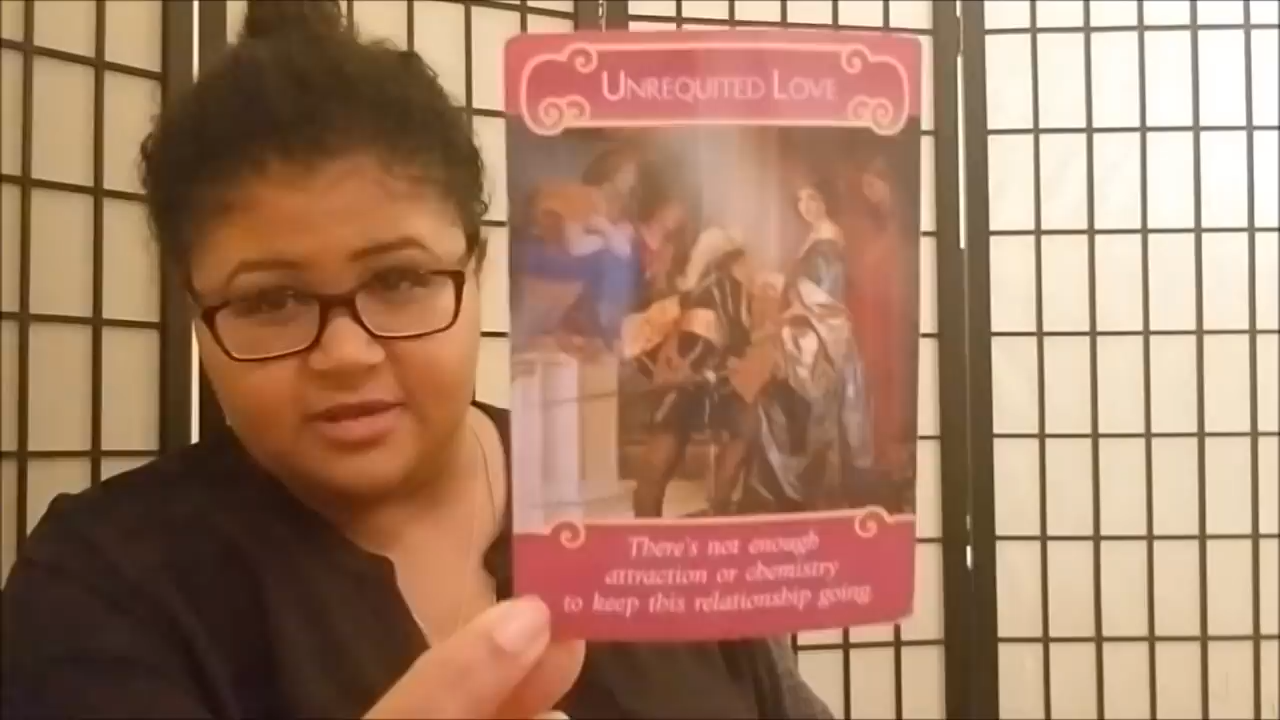 UNREQUITED LOVE
There's not enough
attraction or chemistry
to keep this relationship going.